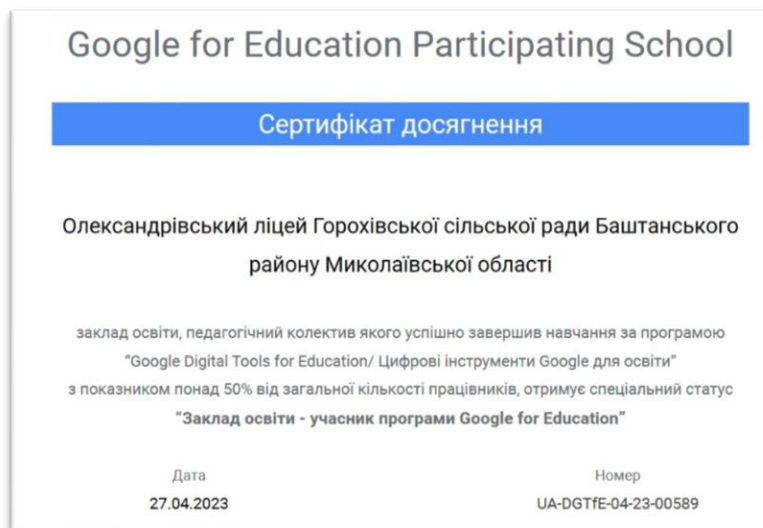 Google for Education Participating School
Сертифікат досягнення
Олександрівський ліцей Горохівської сільської ради Баштанського
району Миколаївської області
заклад освіти, педагогічний колектив якого успішно завершив навчання за програмою
"Google Digital Tools for Education/ Цифрові інструменти Google для освіти"
з показником понад 50% від загальної кількості працівників, отримує спеціальний статус
"Заклад освіти - учасник програми Google for Education"
Дата Номер
27.04.2023 UA-DGTfE-04-23-00589